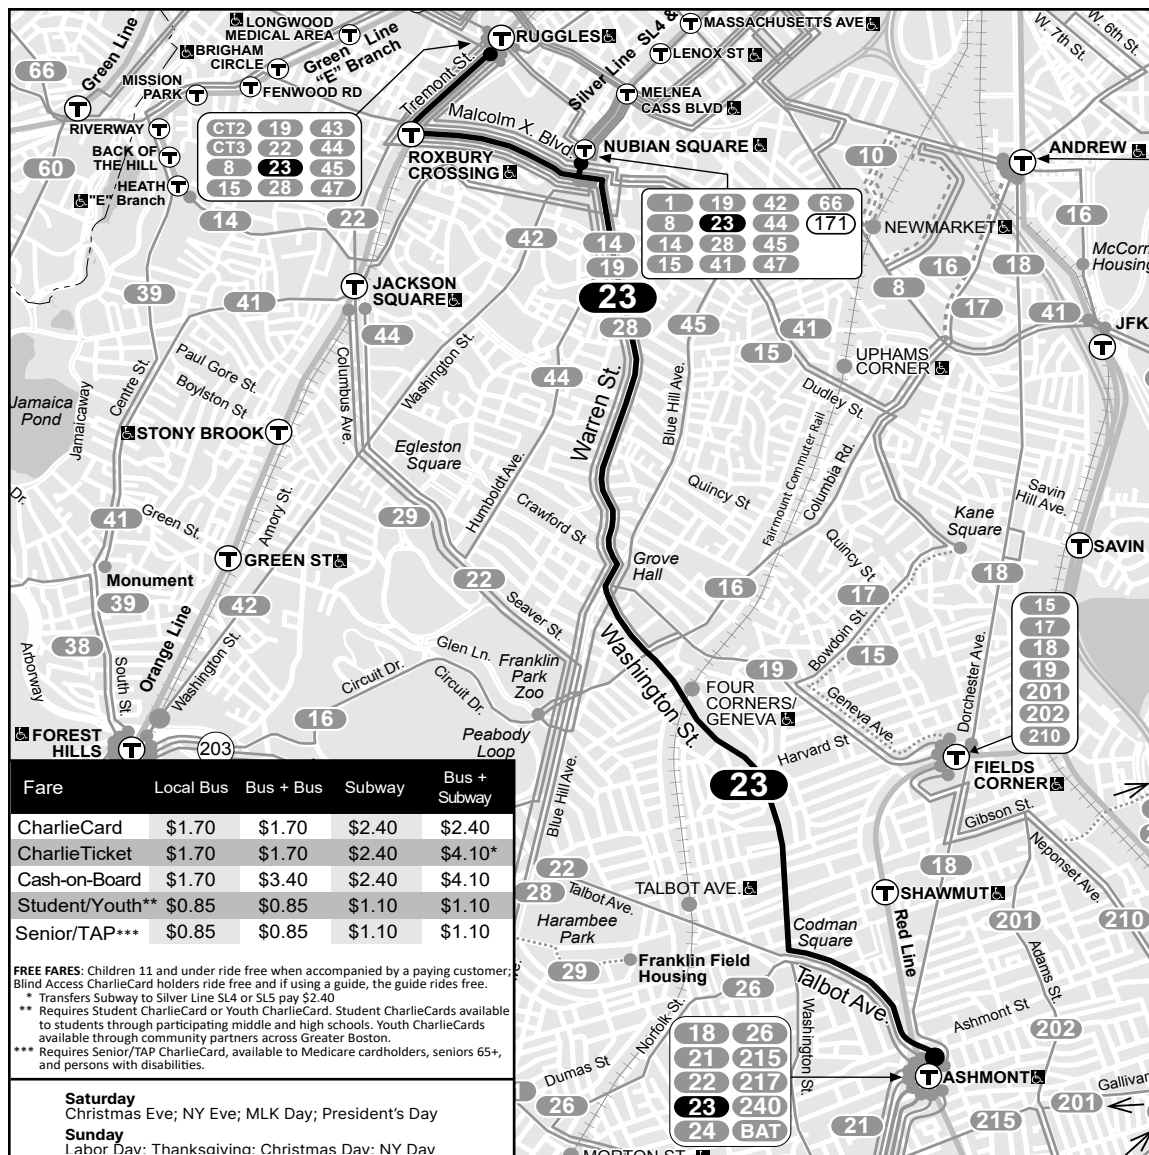 LONGWOOD
MEDICAL AREA
BRIGHAM
CIRCLE
FENWOOD RD
MISSION
PARK
RIVERWAY
BACK OF
THE HILL
HEATH
"E" Branch
Green Line
Green Line
"E" Branch
66
60
RUGGLES
Tremont St.
Silver Line SL4 &
MASSACHUSETTS AVE
LENOX ST
MELNEA
CASS BLVD
W. 7th St.
W. 6th St.
CT2 19 43
CT3 22 44
8 23 45
15 28 47
Malcolm X. Blvd.
ROXBURY
CROSSING
NUBIAN SQUARE
1 19 42 66
8 23 44 171
14 28 45
15 41 47
10
ANDREW
NEWMARKET
16
McCorm
Housing
14
22
42
14
19
23
28
16
18
8
17
41
JFK
39
41
JACKSON
SQUARE
44
45
41
15
UPHAMS
CORNER
Paul Gore St.
Boylston St
Centre St.
Jamaicaway
Jamaica
Pond
Columbus Ave.
Washington St.
44
Warren St.
Blue Hill Ave.
Dudley St.
STONY BROOK
Egleston
Square
Humboldt Ave.
Crawford St
Quincy St
Fairmount Commuter Rail
Columbia Rd.
Kane
Square
Savin
Hill Ave.
Dr.
41
Green St.
Amory St.
29
GREEN ST
Monument
39
42
22
Seaver St.
Grove
Hall
16
Quincy St
17
18
SAVIN
15
17
18
19
201
202
210
38
Arborway
South St.
Orange Line
Washington St.
Circuit Dr.
Glen Ln.
Circuit Dr.
Franklin
Park
Zoo
Washington St.
19
Bowdoin St.
15
Dorchester Ave.
FOUR
CORNERS/
GENEVA
Geneva Ave.
16
203
FOREST
HILLS
Peabody
Loop
Harvard St
FIELDS
CORNER
23
Blue Hill Ave.
Gibson St.
Neponset Ave.
Fare Local Bus Bus + Bus Subway Bus +
Subway
CharlieCard $1.70 $1.70 $2.40 $2.40
CharlieTicket $1.70 $1.70 $2.40 $4.10*
Cash-on-Board $1.70 $3.40 $2.40 $4.10
Student/Youth** $0.85 $0.85 $1.10 $1.10
Senior/TAP*** $0.85 $0.85 $1.10 $1.10
FREE FARES: Children 11 and under ride free when accompanied by a paying customer;
Blind Access CharlieCard holders ride free and if using a guide, the guide rides free.
* Transfers Subway to Silver Line SL4 or SL5 pay $2.40
** Requires Student CharlieCard or Youth CharlieCard. Student CharlieCards available
to students through participating middle and high schools. Youth CharlieCards
available through community partners across Greater Boston.
*** Requires Senior/TAP CharlieCard, available to Medicare cardholders, seniors 65+,
and persons with disabilities.
Saturday
Christmas Eve; NY Eve; MLK Day; President's Day
Sunday
Labor Day; Thanksgiving; Christmas Day; NY Day
22
28
Talbot Ave.
TALBOT AVE.
18
SHAWMUT
Red Line
201
210
Harambee
Park
29
Franklin Field
Housing
Codman
Square
26
Talbot Ave.
Adams St.
Ashmont St
202
Norfolk St.
Washington St.
Dumas St
26
18 26
21 215
22 217
23 240
24 BAT
ASHMONT
21
215
201
Gallivan
MORTON ST.